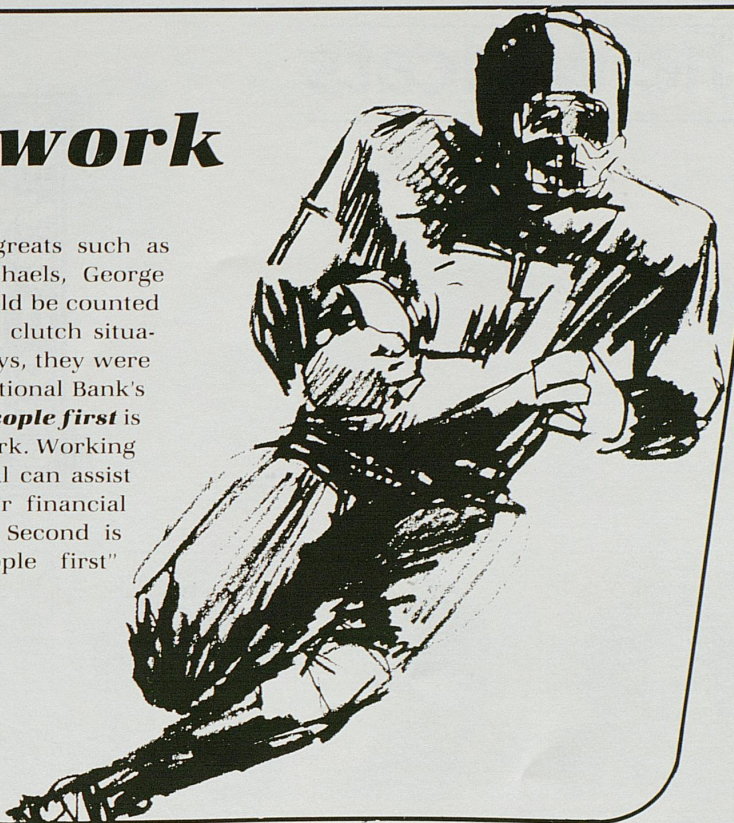 work
greats such as
haels, George
ld be counted
clutch situa-
ys, they were
tional Bank's
ople first is
rk. Working
l can assist
r financial
Second is
ple first"